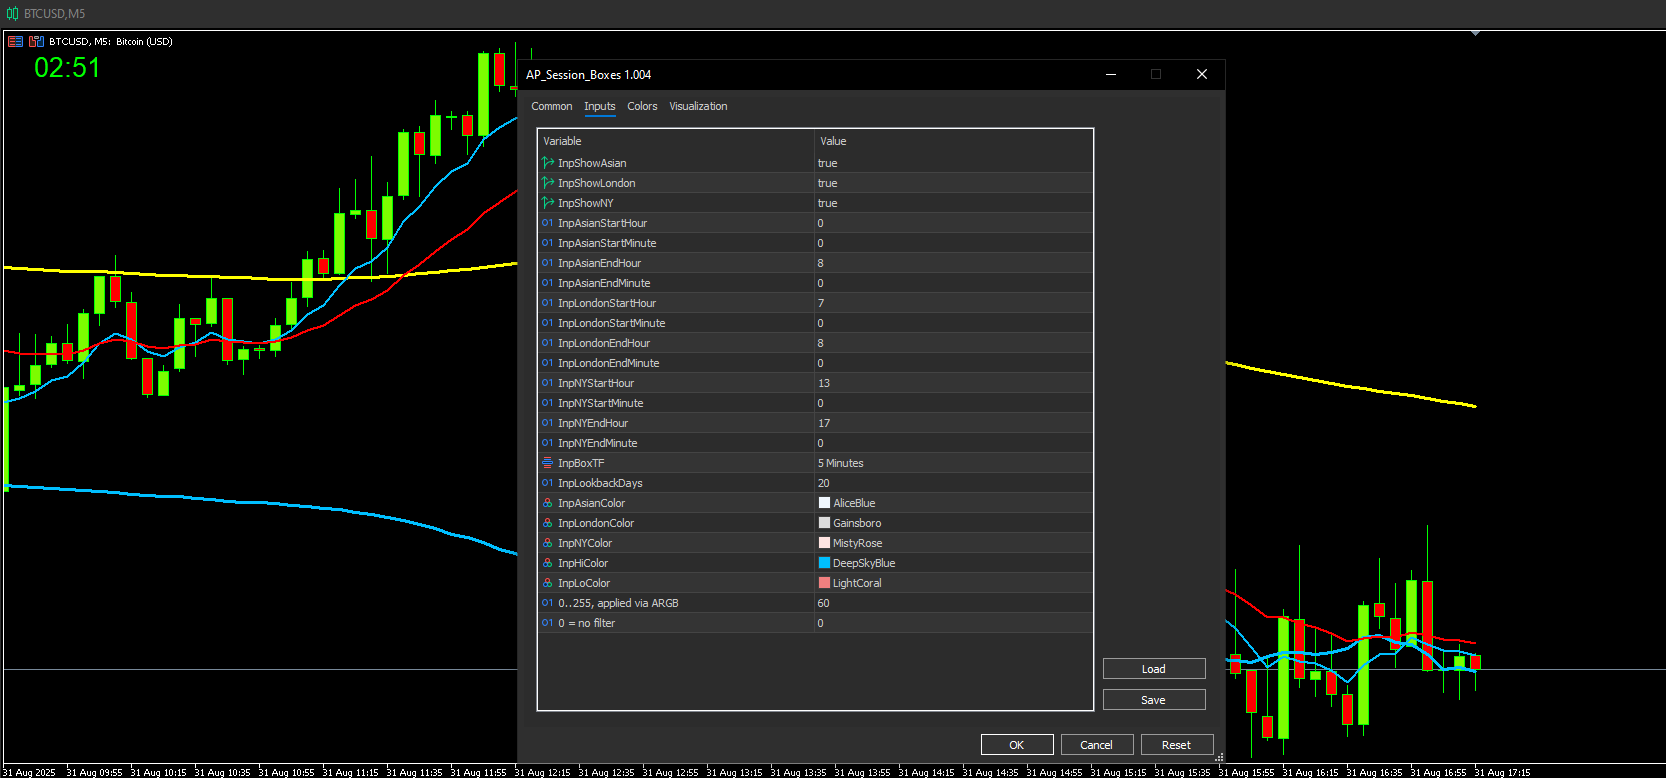 BTCUSD,M5
BTCUSD, M5: Bitcoin (USD)
02:51
AP_Session_Boxes 1.004
Common Inputs Colors Visualization
Variable Value
InpShowAsian true
InpShowLondon true
InpShowNY true
InpAsianStartHour 0
InpAsianStartMinute 0
InpAsianEndHour 8
InpAsianEndMinute 0
InpLondonStartHour 7
InpLondonStartMinute 0
InpLondonEndHour 8
InpLondonEndMinute 0
InpNYStartHour 13
InpNYStartMinute 0
InpNYEndHour 17
InpNYEndMinute 0
InpBoxTF 5 Minutes
InpLookbackDays 20
InpAsianColor AliceBlue
InpLondonColor Gainsboro
InpNYColor MistyRose
InpHiColor DeepSkyBlue
InpLoColor LightCoral
0..255, applied via ARGB 60
0 = no filter 0
Load
Save
OK Cancel Reset
31 Aug 2025 31 Aug 09:55 31 Aug 10:15 31 Aug 10:35 31 Aug 10:55 31 Aug 11:15 31 Aug 11:35 31 Aug 11:55 31 Aug 12:15 31 Aug 12:35 31 Aug 12:55 31 Aug 13:15 31 Aug 13:35 31 Aug 13:55 31 Aug 14:15 31 Aug 14:35 31 Aug 14:55 31 Aug 15:15 31 Aug 15:35 31 Aug 15:55 31 Aug 16:15 31 Aug 16:35 31 Aug 16:55 31 Aug 17:15